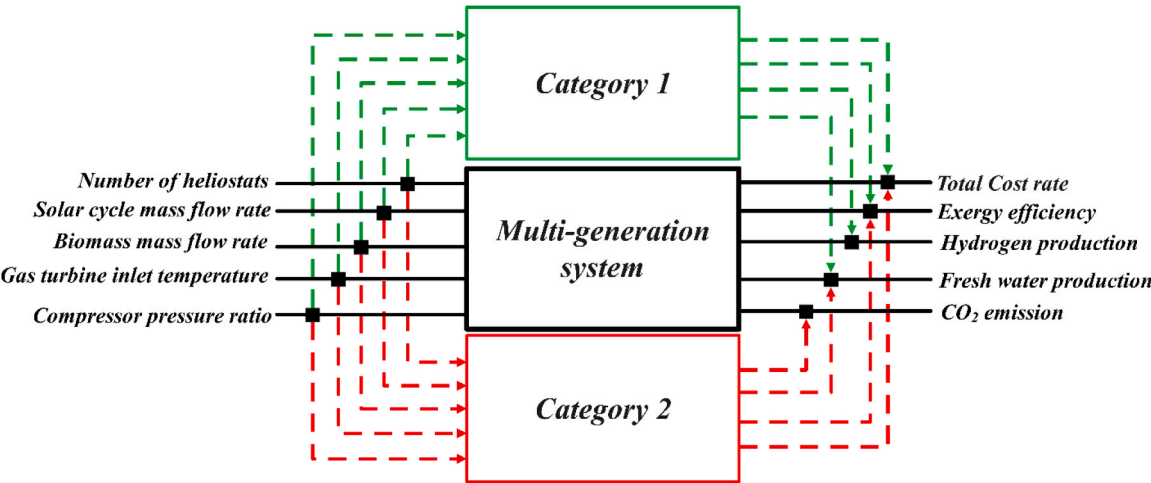 Category 1
Number of heliostats
Solar cycle mass flow rate
Biomass mass flow rate
Gas turbine inlet temperature
Compressor pressure ratio
Multi-generation
system
Total Cost rate
Exergy efficiency
Hydrogen production
Fresh water production
CO₂ emission
Category 2